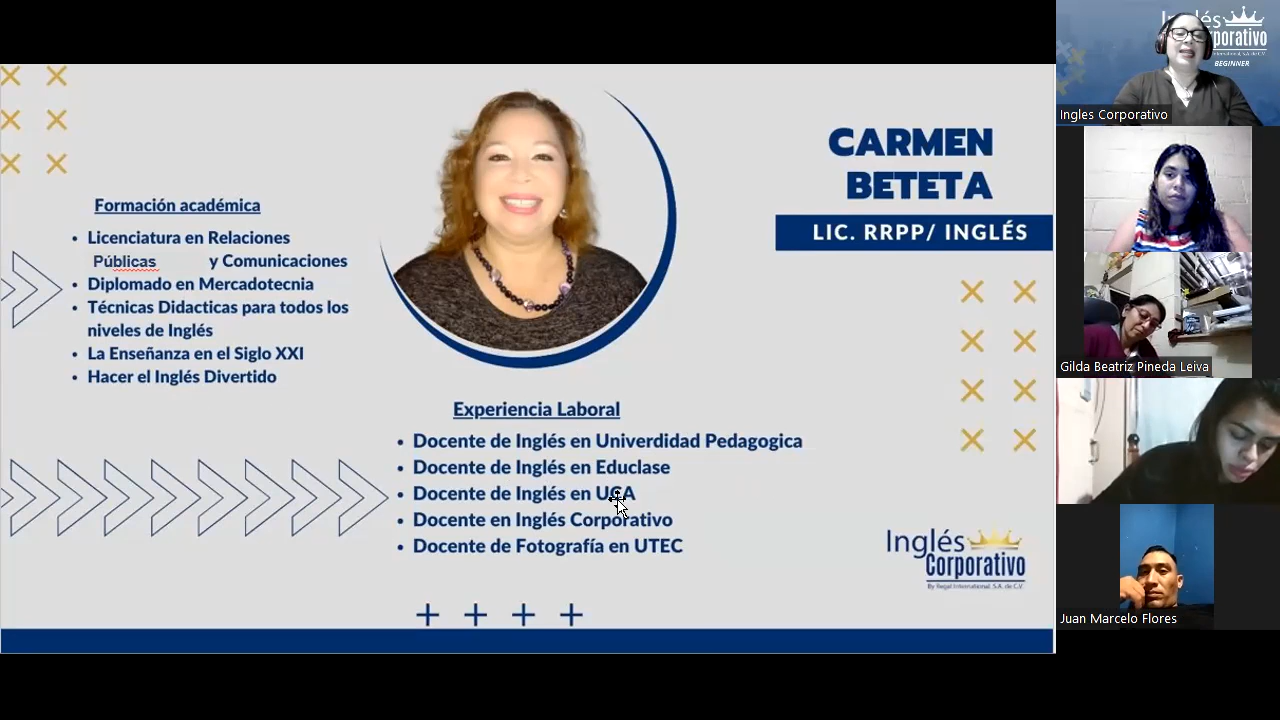 CARMEN
BETETA
LIC. RRPP/ INGLÉS
Formación académica
• Licenciatura en Relaciones
Públicas y Comunicaciones
• Diplomado en Mercadotecnia
• Técnicas Didacticas para todos los
niveles de Inglés
• La Enseñanza en el Siglo XXI
• Hacer el Inglés Divertido
Experiencia Laboral
• Docente de Inglés en Univerdidad Pedagogica
• Docente de Inglés en Educlase
• Docente de Inglés en UCA
• Docente en Inglés Corporativo
• Docente de Fotografía en UTEC
Inglés
Corporativo
By Regal International, S.A. de C.V.
BEGINNER
Ingles Corporativo
Gilda Beatriz Pineda Leiva
Juan Marcelo Flores